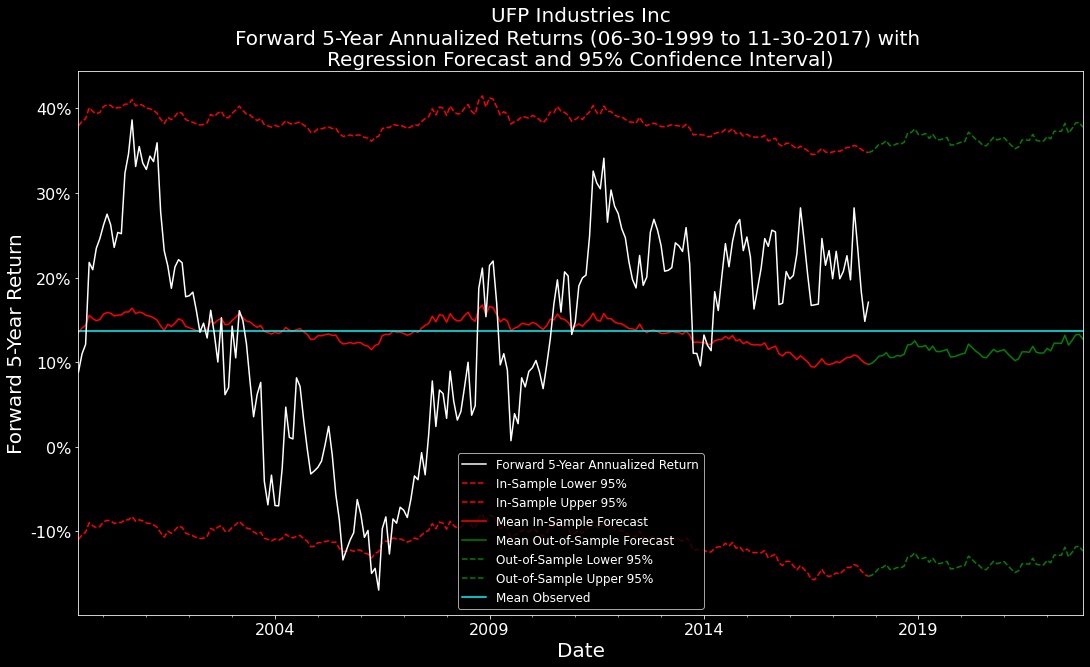 UFP Industries Inc
Forward 5-Year Annualized Returns (06-30-1999 to 11-30-2017) with
Regression Forecast and 95% Confidence Interval)
Forward 5-Year Return
40%
30%
20%
10%
0%
-10%
Forward 5-Year Annualized Return
In-Sample Lower 95%
In-Sample Upper 95%
Mean In-Sample Forecast
Mean Out-of-Sample Forecast
Out-of-Sample Lower 95%
Out-of-Sample Upper 95%
Mean Observed
2004
2009
2014
2019
Date